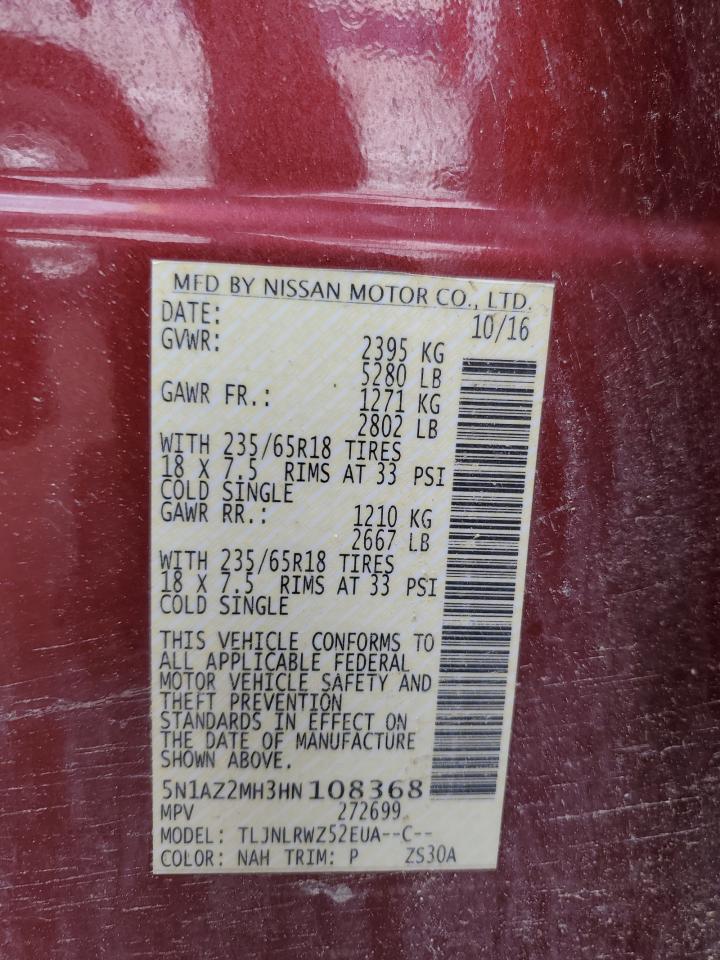 MFD BY NISSAN MOTOR CO., LTD.
DATE: 10/16
GVWR: 2395 KG
5280 LB
GAWR FR.: 1271 KG
2802 LB
WITH 235/65R18 TIRES
18 X 7.5 RIMS AT 33 PSI
COLD SINGLE
GAWR RR.: 1210 KG
2667 LB
WITH 235/65R18 TIRES
18 X 7.5 RIMS AT 33 PSI
COLD SINGLE
THIS VEHICLE CONFORMS TO
ALL APPLICABLE FEDERAL
MOTOR VEHICLE SAFETY AND
THEFT PREVENTION
STANDARDS IN EFFECT ON
THE DATE OF MANUFACTURE
SHOWN ABOVE.
5N1AZ2MH3HN108368
MPV 272699
MODEL: TLJNLRWZ52EUA--C--
COLOR: NAH TRIM: P ZS30A